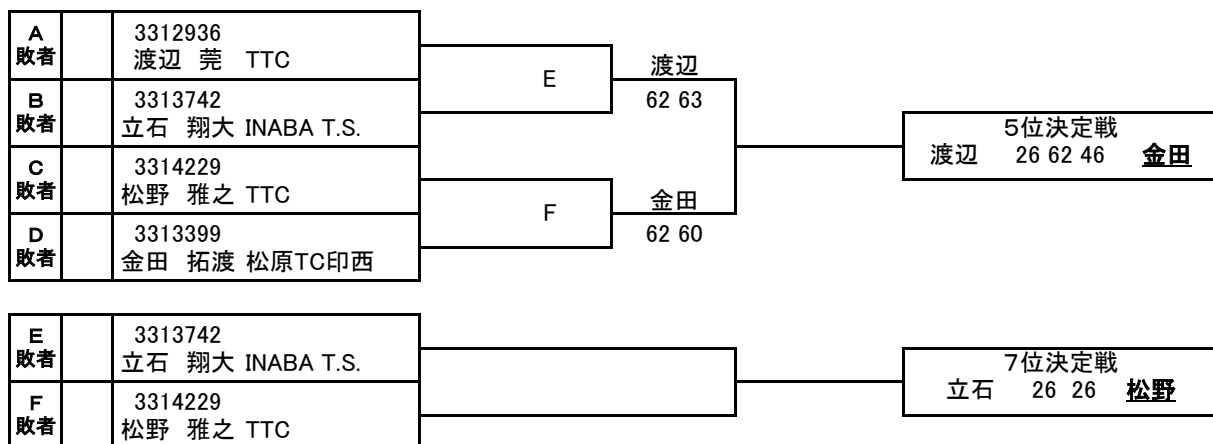 A
敗者
3312936
渡辺　莞　TTC
B
敗者
3313742
立石　翔大 INABA T.S.
C
敗者
3314229
松野　雅之 TTC
D
敗者
3313399
金田　拓渡 松原TC印西
E
渡辺
62 63
F
金田
62 60
5位決定戦
渡辺　26 62 46　金田
E
敗者
3313742
立石　翔大 INABA T.S.
F
敗者
3314229
松野　雅之 TTC
7位決定戦
立石　26 26　松野